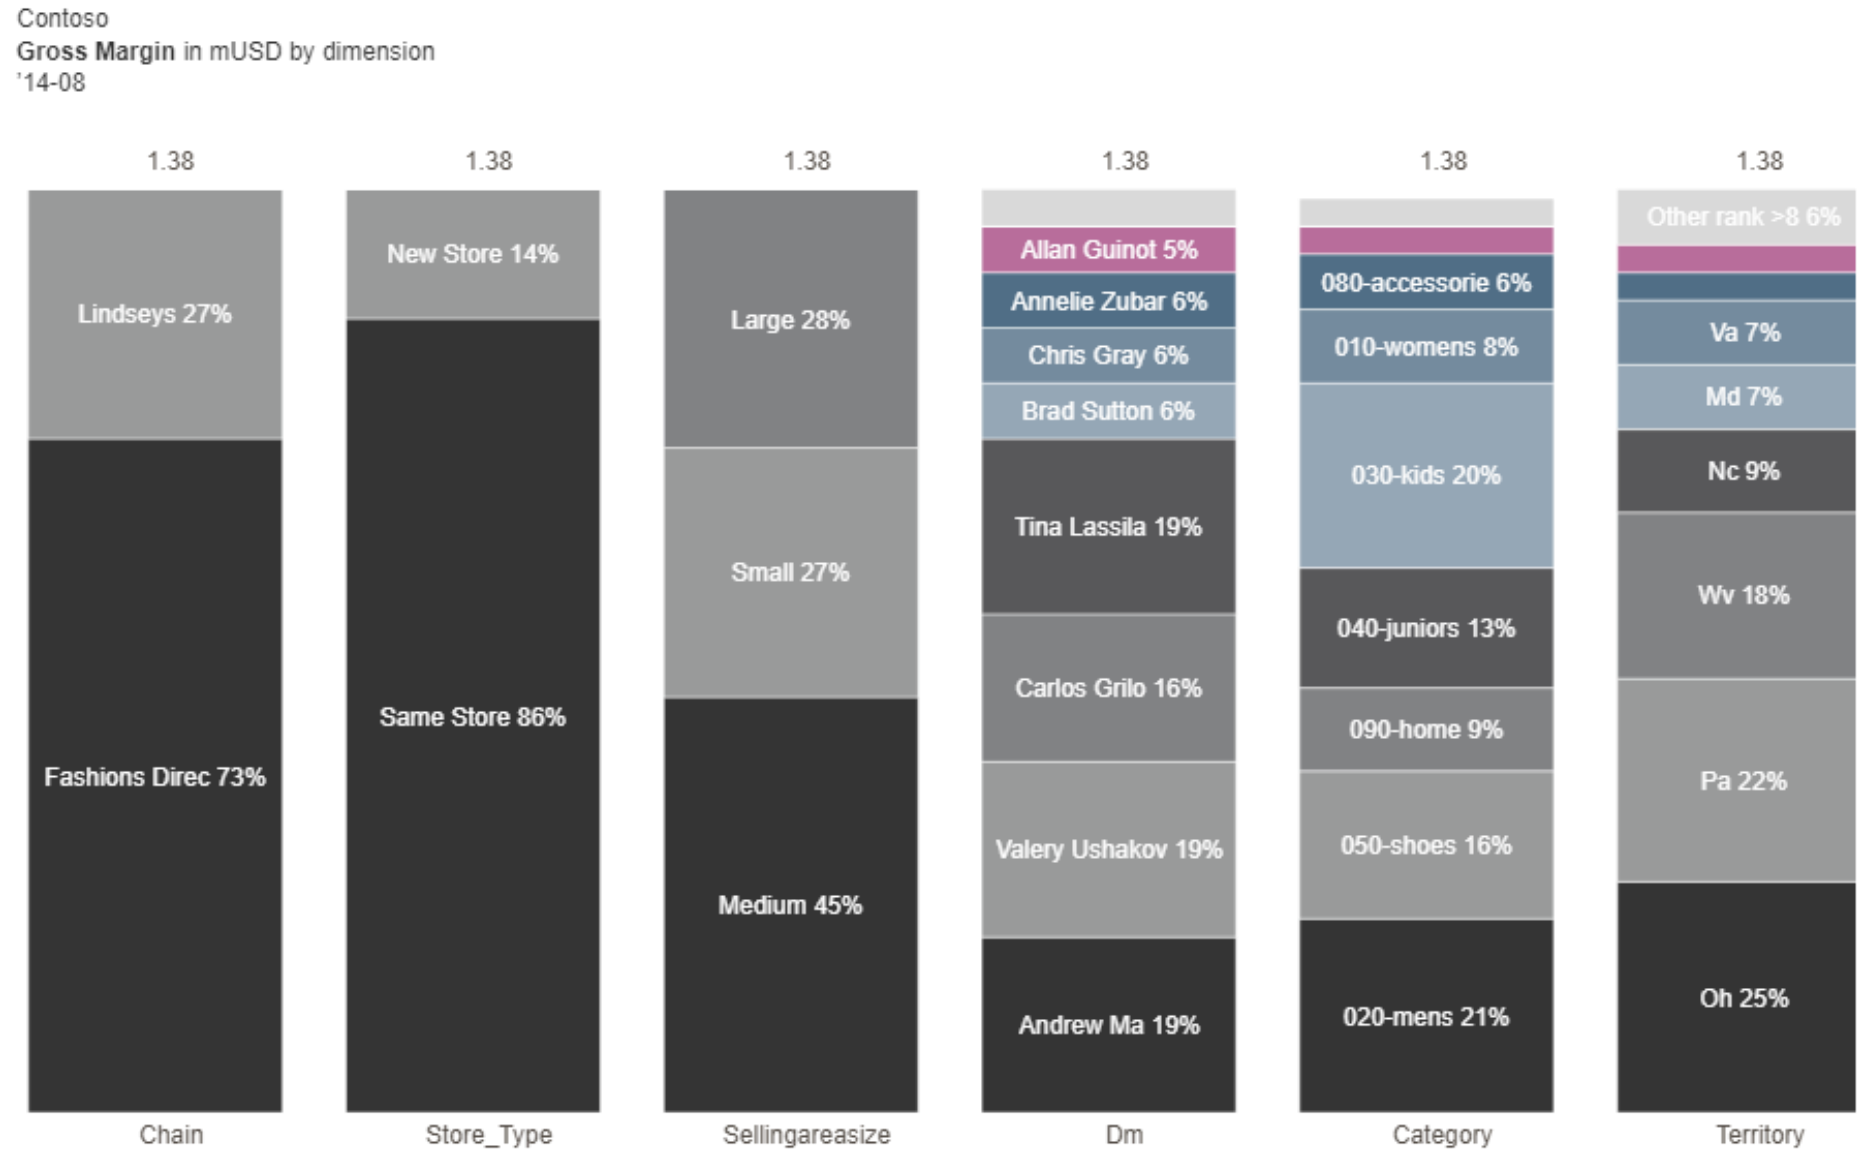 Contoso
Gross Margin in mUSD by dimension
'14-08
1.38 1.38 1.38 1.38 1.38 1.38
Lindseys 27%
Fashions Direc 73%
Chain
New Store 14%
Same Store 86%
Store_Type
Large 28%
Small 27%
Medium 45%
Sellingareasize
Allan Guinot 5%
Annelie Zubar 6%
Chris Gray 6%
Brad Sutton 6%
Tina Lassila 19%
Carlos Grilo 16%
Valery Ushakov 19%
Andrew Ma 19%
Dm
080-accessorie 6%
010-womens 8%
030-kids 20%
040-juniors 13%
090-home 9%
050-shoes 16%
020-mens 21%
Category
Other rank >8 6%
Va 7%
Md 7%
Nc 9%
Wv 18%
Pa 22%
Oh 25%
Territory